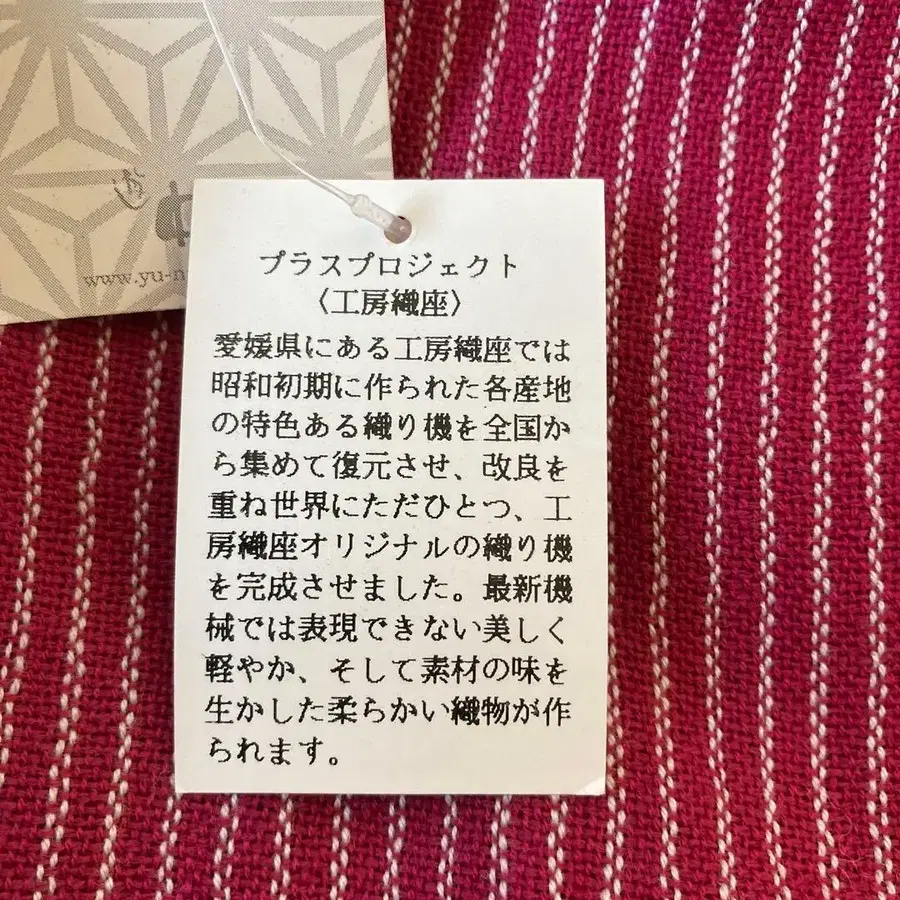 www.yu-n
プラスプロジェクト
〈工房織座〉
愛媛県にある工房織座では
昭和初期に作られた各産地
の特色ある織り機を全国か
ら集めて復元させ、改良を
重ね世界にただひとつ、工
房織座オリジナルの織り機
を完成させました。最新機
械では表現できない美しく
軽やか、そして素材の味を
生かした柔らかい織物が作
られます。